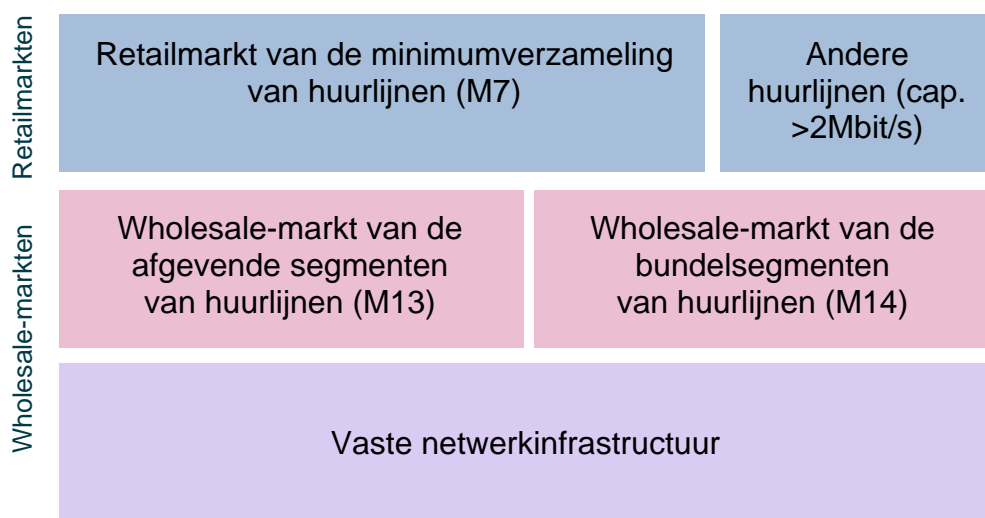 Retailmarkten
Retailmarkt van de minimumverzameling
van huurlijnen (M7)
Andere
huurlijnen (cap.
>2Mbit/s)
Wholesale-markten
Wholesale-markt van de
afgevende segmenten
van huurlijnen (M13)
Wholesale-markt van de
bundelsegmenten
van huurlijnen (M14)
Vaste netwerkinfrastructuur